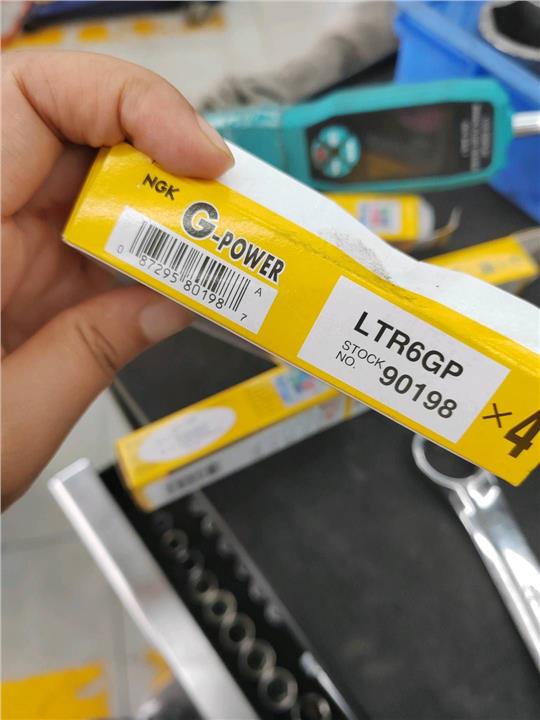 NGK
G-POWER
A
0 87295 80198 7
LTR6GP
STOCK
NO. 90198
×4